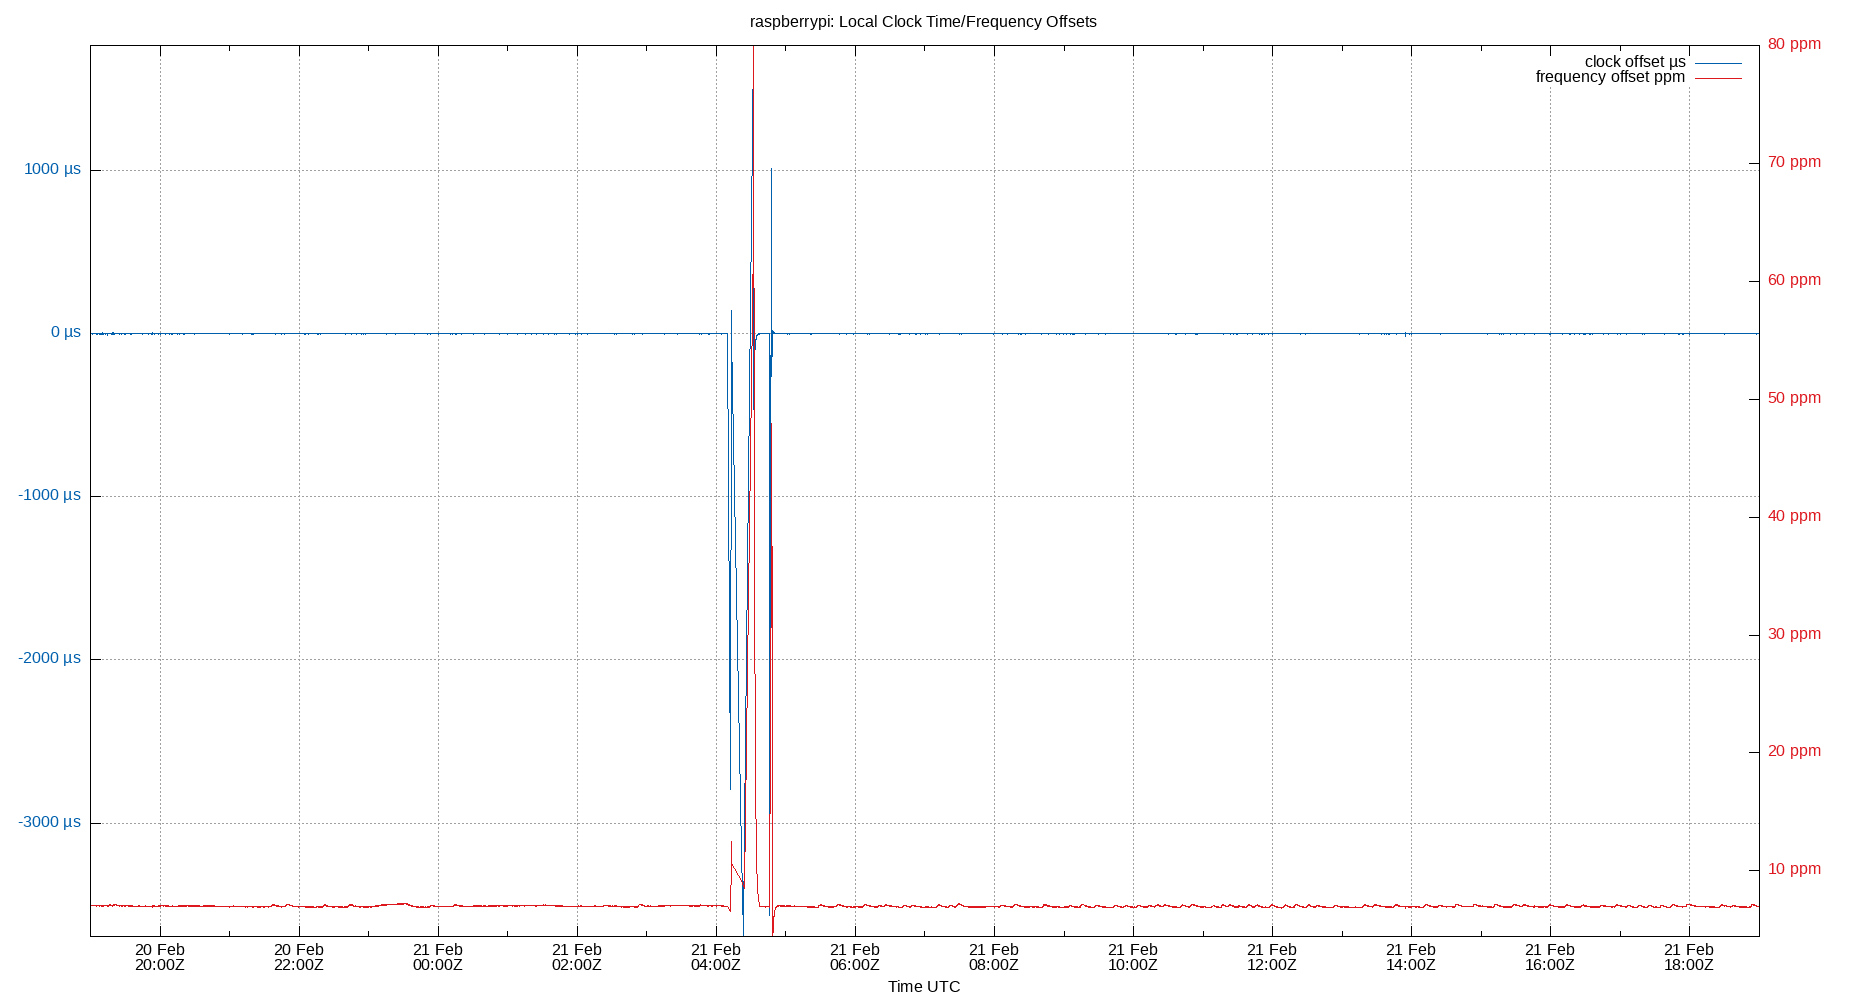 raspberrypi: Local Clock Time/Frequency Offsets
80 ppm
clock offset µs
frequency offset ppm
1000 µs
70 ppm
60 ppm
0 µs
50 ppm
-1000 µs
40 ppm
30 ppm
-2000 µs
20 ppm
-3000 µs
10 ppm
20 Feb 20 Feb 21 Feb 21 Feb 21 Feb 21 Feb 21 Feb 21 Feb 21 Feb 21 Feb 21 Feb 21 Feb
20:00Z 22:00Z 00:00Z 02:00Z 04:00Z 06:00Z 08:00Z 10:00Z 12:00Z 14:00Z 16:00Z 18:00Z
Time UTC